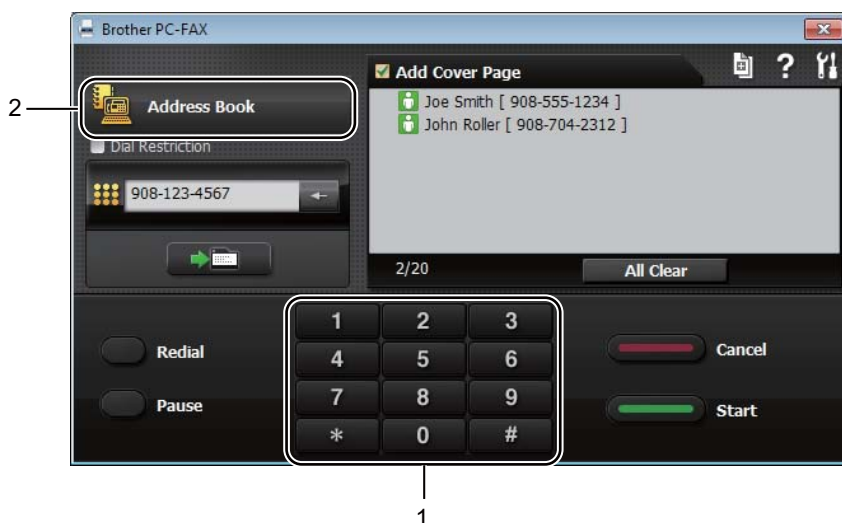 Brother PC-FAX
2
Address Book
Dial Restriction
908-123-4567
Add Cover Page
?
Joe Smith [ 908-555-1234 ]
John Roller [ 908-704-2312 ]
2/20
All Clear
Redial
Pause
1 2 3
4 5 6
7 8 9
* 0 #
Cancel
Start
1